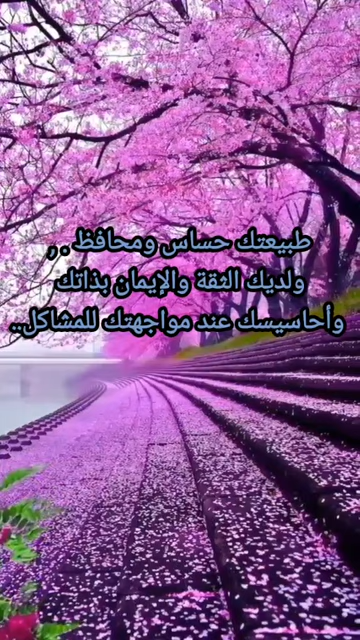 طبيعتك حساس ومحافظ . ,
ولديك الثقة والإيمان بذاتك
وأحاسيسك عند مواجهتك للمشاكل..